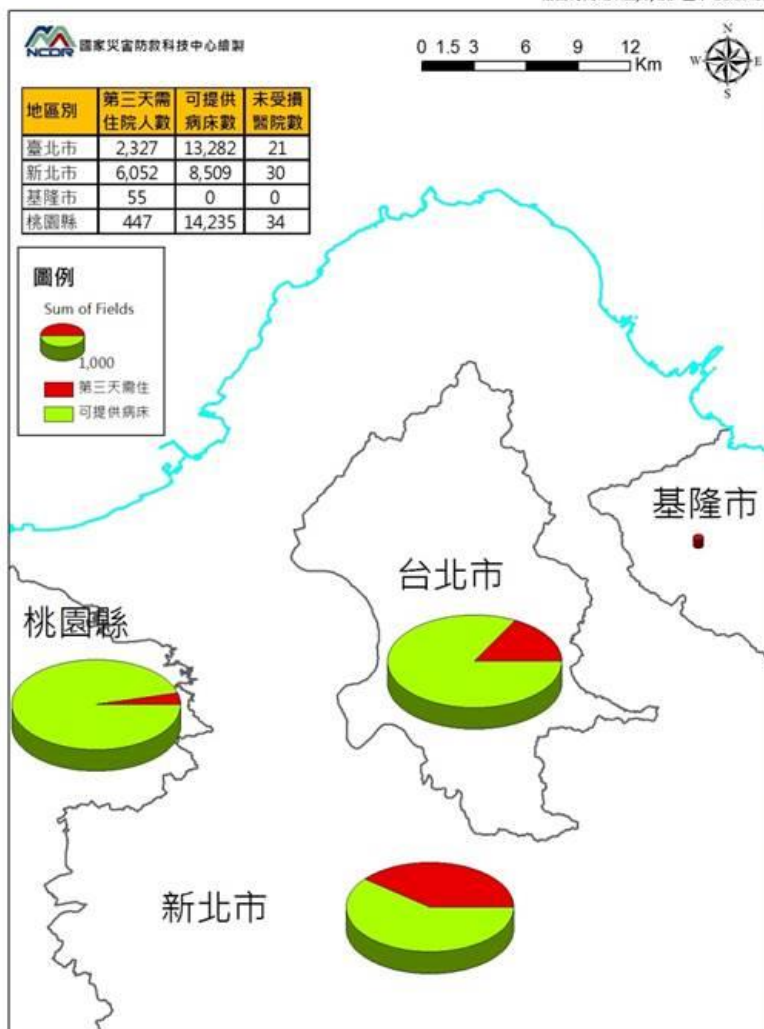 NCDR 國家災害防救科技中心繪製
0 1.5 3 6 9 12
Km
N
W E
S
地區別 第三天需住院人數 可提供病床數 未受損醫院數
臺北市 2,327 13,282 21
新北市 6,052 8,509 30
基隆市 55 0 0
桃園縣 447 14,235 34
圖例
Sum of Fields
1,000
第三天需住
可提供病床
基隆市
台北市
桃園縣
新北市